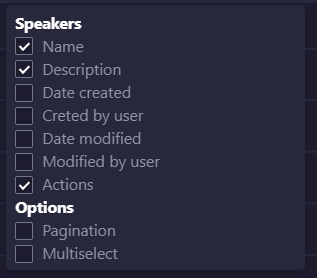 Speakers
Name
Description
Date created
Creted by user
Date modified
Modified by user
Actions
Options
Pagination
Multiselect